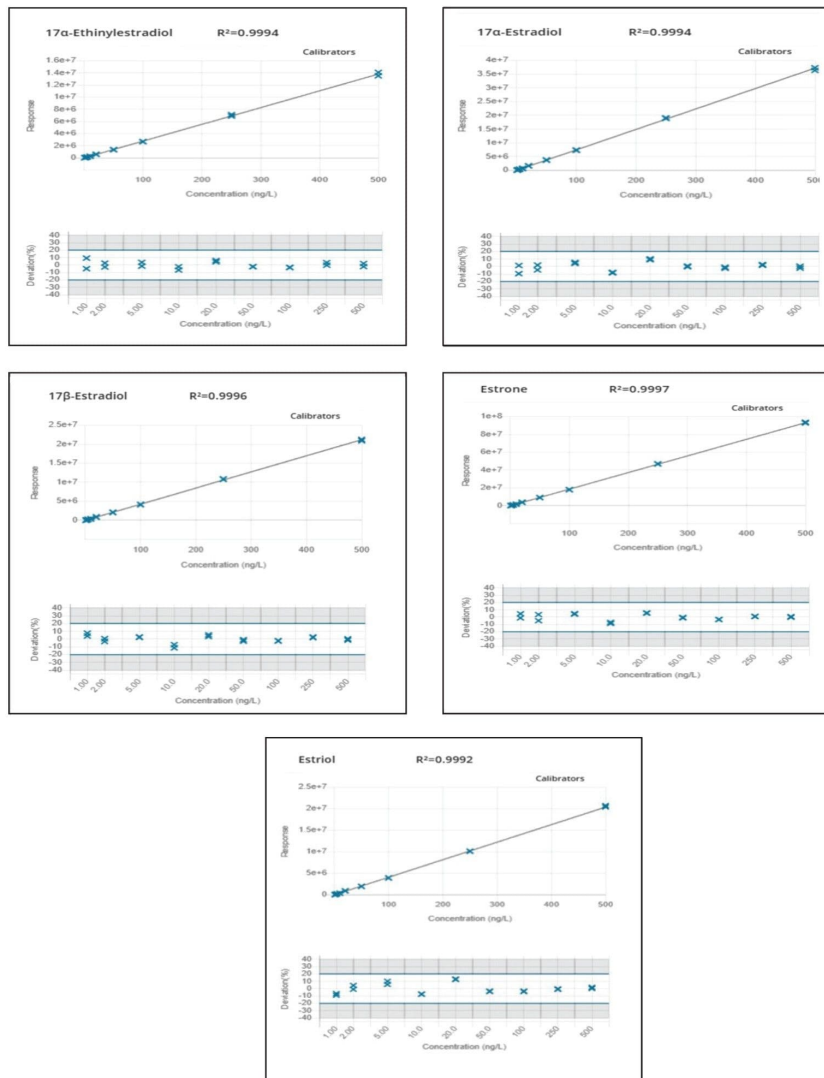 17α-Ethinylestradiol R²=0.9994
Calibrators
1.6e+7
1.4e+7
1.2e+7
1e+7
8e+6
6e+6
4e+6
2e+6
0
Response
100 200 300 400 500
Concentration (ng/L)
40
30
20
10
0
-10
-20
-30
-40
Deviation(%)
1.00 2.00 5.00 10.0 20.0 50.0 100 250 500
Concentration (ng/L)
17α-Estradiol R²=0.9994
Calibrators
4e+7
3e+7
2e+7
1e+7
5e+6
0
Response
100 200 300 400 500
Concentration (ng/L)
40
30
20
10
0
-10
-20
-30
-40
Deviation(%)
1.00 2.00 5.00 10.0 20.0 50.0 100 250 500
Concentration (ng/L)
17β-Estradiol R²=0.9996
Calibrators
2.5e+7
2e+7
1.5e+7
1e+7
5e+6
0
Response
100 200 300 400 500
Concentration (ng/L)
40
30
20
10
0
-10
-20
-30
-40
Deviation(%)
1.00 2.00 5.00 10.0 20.0 50.0 100 250 500
Concentration (ng/L)
Estrone R²=0.9997
Calibrators
1e+8
8e+7
6e+7
4e+7
2e+7
0
Response
100 200 300 400 500
Concentration (ng/L)
40
30
20
10
0
-10
-20
-30
-40
Deviation(%)
1.00 2.00 5.00 10.0 20.0 50.0 100 250 500
Concentration (ng/L)
Estriol R²=0.9992
Calibrators
2.5e+7
2e+7
1.5e+7
1e+7
5e+6
0
Response
100 200 300 400 500
Concentration (ng/L)
40
30
20
10
0
-10
-20
-30
-40
Deviation(%)
1.00 2.00 5.00 10.0 20.0 50.0 100 250 500
Concentration (ng/L)